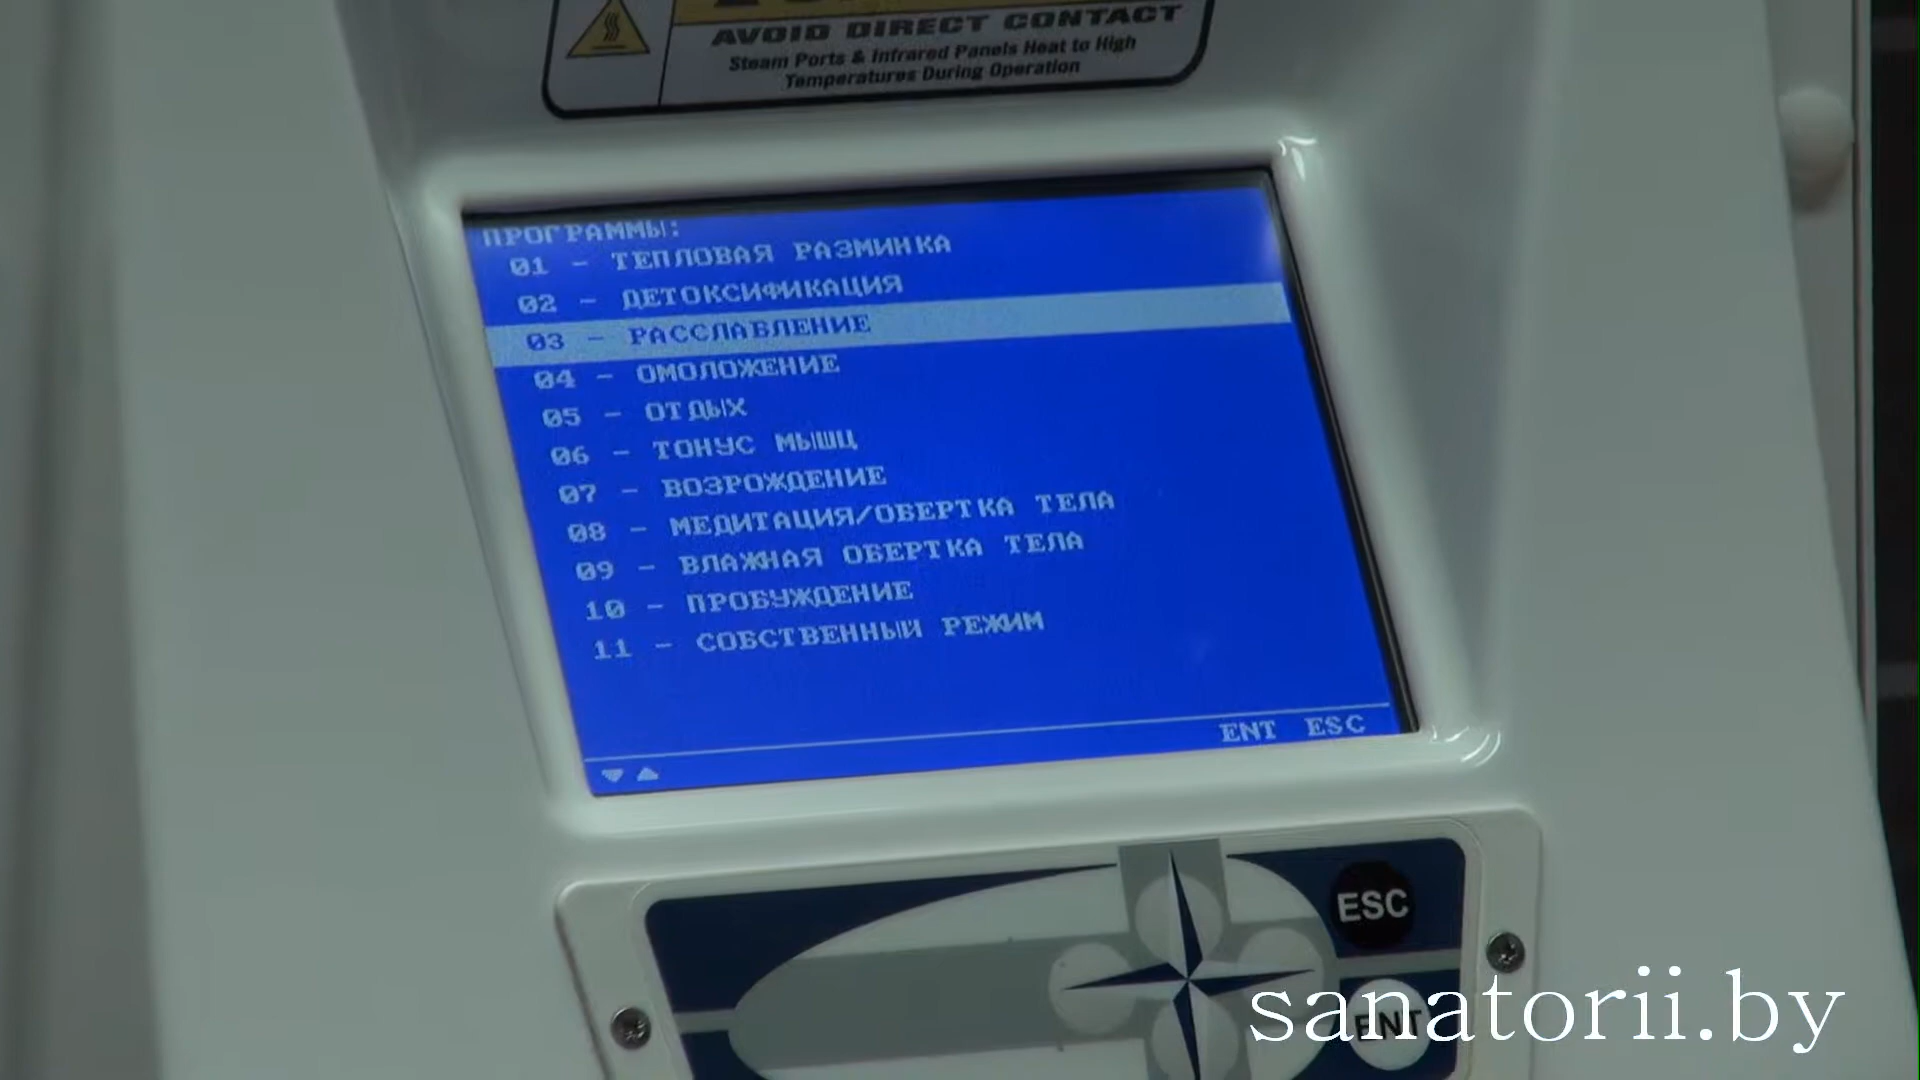 AVOID DIRECT CONTACT
Steam Ports & Infrared Panels Heat to High
Temperatures During Operation
ПРОГРАММЫ:
01 - ТЕПЛОВАЯ РАЗМИНКА
02 - ДЕТОКСИФИКАЦИЯ
03 - РАССЛАБЛЕНИЕ
04 - ОМОЛОЖЕНИЕ
05 - ОТДЫХ
06 - ТОНУС МЫШЦ
07 - ВОЗРОЖДЕНИЕ
08 - МЕДИТАЦИЯ/ОБЕРТКА ТЕЛА
09 - ВЛАЖНАЯ ОБЕРТКА ТЕЛА
10 - ПРОБУЖДЕНИЕ
11 - СОБСТВЕННЫЙ РЕЖИМ
ENT ESC
ESC
ENT
sanatorii.by